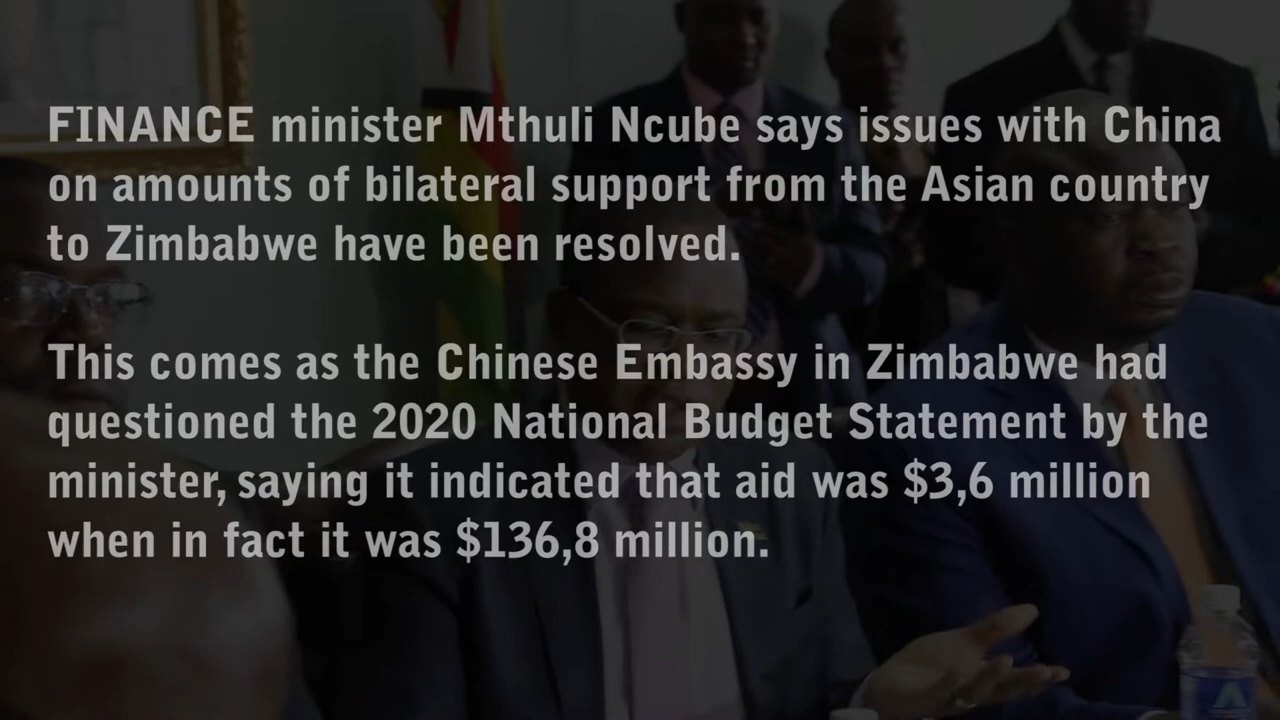 FINANCE minister Mthuli Ncube says issues with China
on amounts of bilateral support from the Asian country
to Zimbabwe have been resolved.
This comes as the Chinese Embassy in Zimbabwe had
questioned the 2020 National Budget Statement by the
minister, saying it indicated that aid was $3,6 million
when in fact it was $136,8 million.